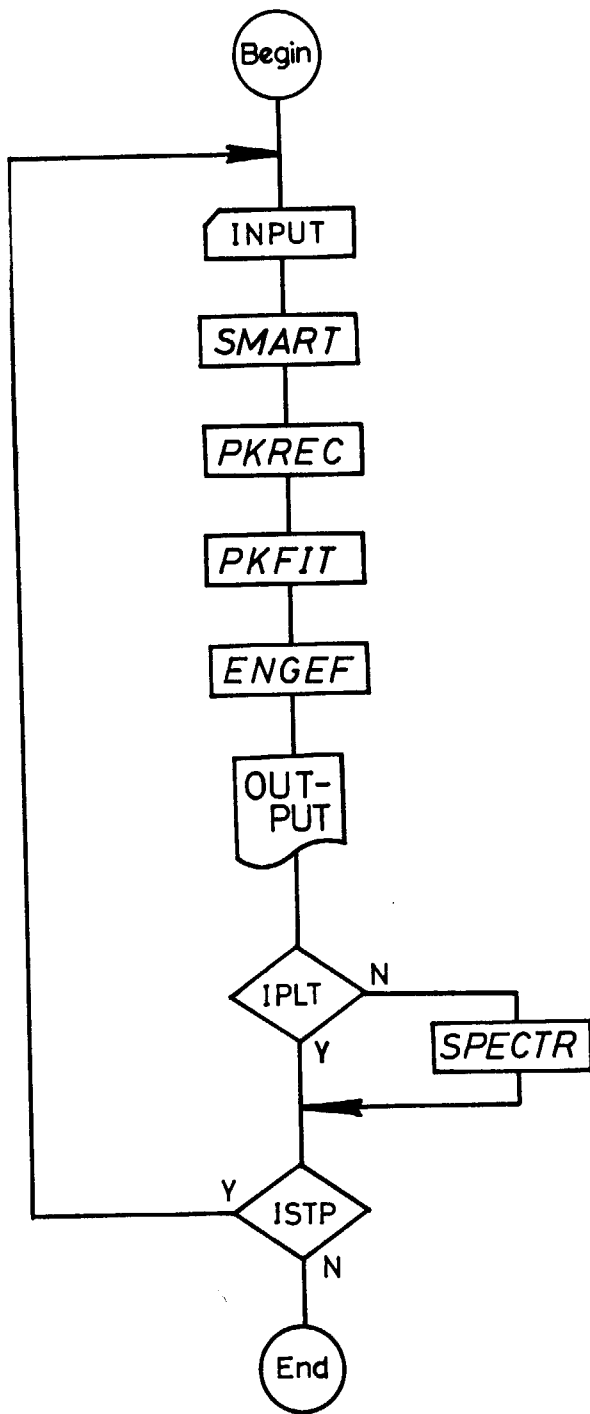 Begin
INPUT
SMART
PKREC
PKFIT
ENGEF
OUT-
PUT
IPLT
N
SPECTR
Y
Y
ISTP
N
End